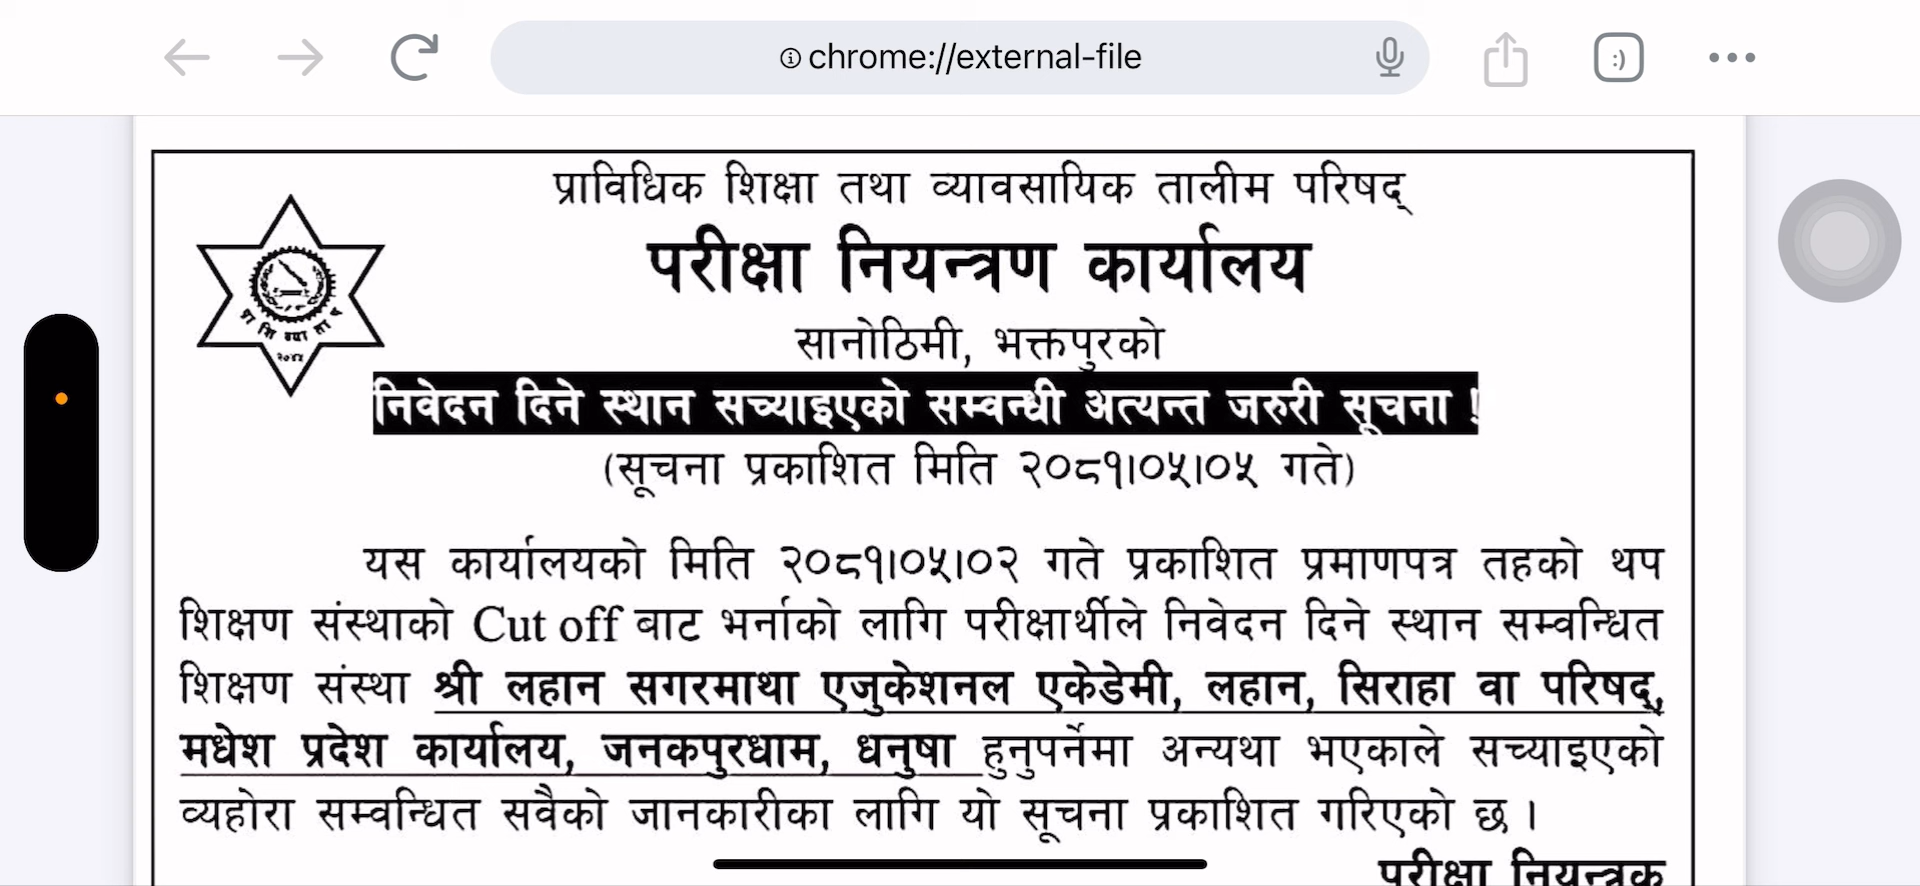 chrome://external-file
प्राविधिक शिक्षा तथा व्यावसायिक तालीम परिषद्
परीक्षा नियन्त्रण कार्यालय
सानोठिमी, भक्तपुरको
निवेदन दिने स्थान सच्याइएको सम्वन्धी अत्यन्त जरुरी सूचना !
(सूचना प्रकाशित मिति २०८१।०५।०५ गते)
यस कार्यालयको मिति २०८१।०५।०२ गते प्रकाशित प्रमाणपत्र तहको थप
शिक्षण संस्थाको Cut off बाट भर्नाको लागि परीक्षार्थीले निवेदन दिने स्थान सम्वन्धित
शिक्षण संस्था श्री लहान सगरमाथा एजुकेशनल एकेडेमी, लहान, सिराहा वा परिषद्,
मधेश प्रदेश कार्यालय, जनकपुरधाम, धनुषा हुनुपर्नेमा अन्यथा भएकाले सच्याइएको
व्यहोरा सम्वन्धित सवैको जानकारीका लागि यो सूचना प्रकाशित गरिएको छ ।
परीक्षा नियन्त्रक